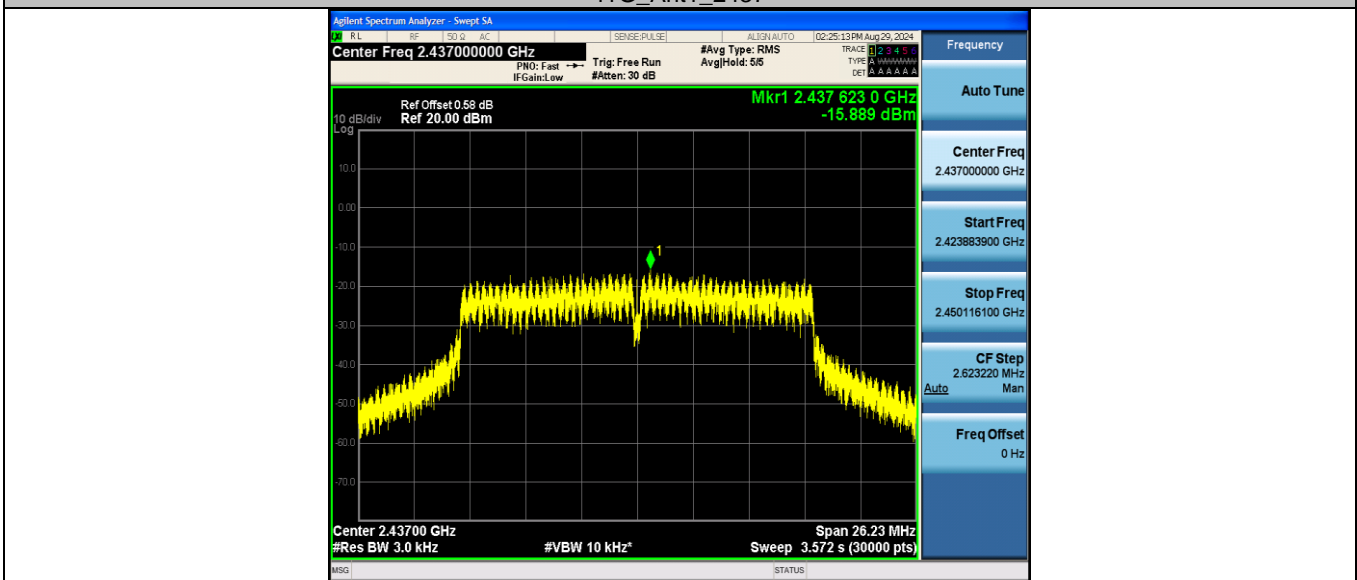 Agilent Spectrum Analyzer - Swept SA
RL RF 50 Ω AC SENSE:PULSE ALIGN AUTO 02:25:13 PM Aug 29, 2024
Center Freq 2.437000000 GHz
PNO: Fast
IFGain:Low
Trig: Free Run
#Atten: 30 dB
#Avg Type: RMS
Avg|Hold: 5/5
TRACE 1 2 3 4 5 6
TYPE A WWWWW
DET A A A A A A
Mkr1 2.437 623 0 GHz
-15.889 dBm
Ref Offset 0.58 dB
10 dB/div Ref 20.00 dBm
Log
10.0
0.00
-10.0
-20.0
-30.0
-40.0
-50.0
-60.0
-70.0
1
Center 2.43700 GHz Span 26.23 MHz
#Res BW 3.0 kHz #VBW 10 kHz* Sweep 3.572 s (30000 pts)
MSG STATUS
Frequency
Auto Tune
Center Freq
2.437000000 GHz
Start Freq
2.423883900 GHz
Stop Freq
2.450116100 GHz
CF Step
2.623220 MHz
Auto Man
Freq Offset
0 Hz